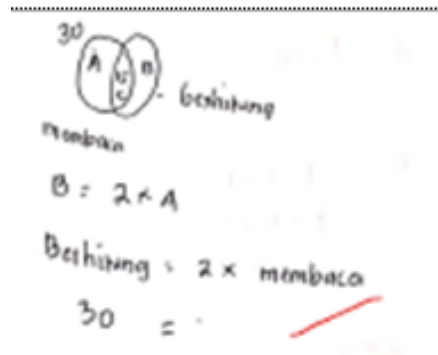 30
A B
berhitung
membaca
B = 2 × A
Berhitung = 2 × membaca
30 =